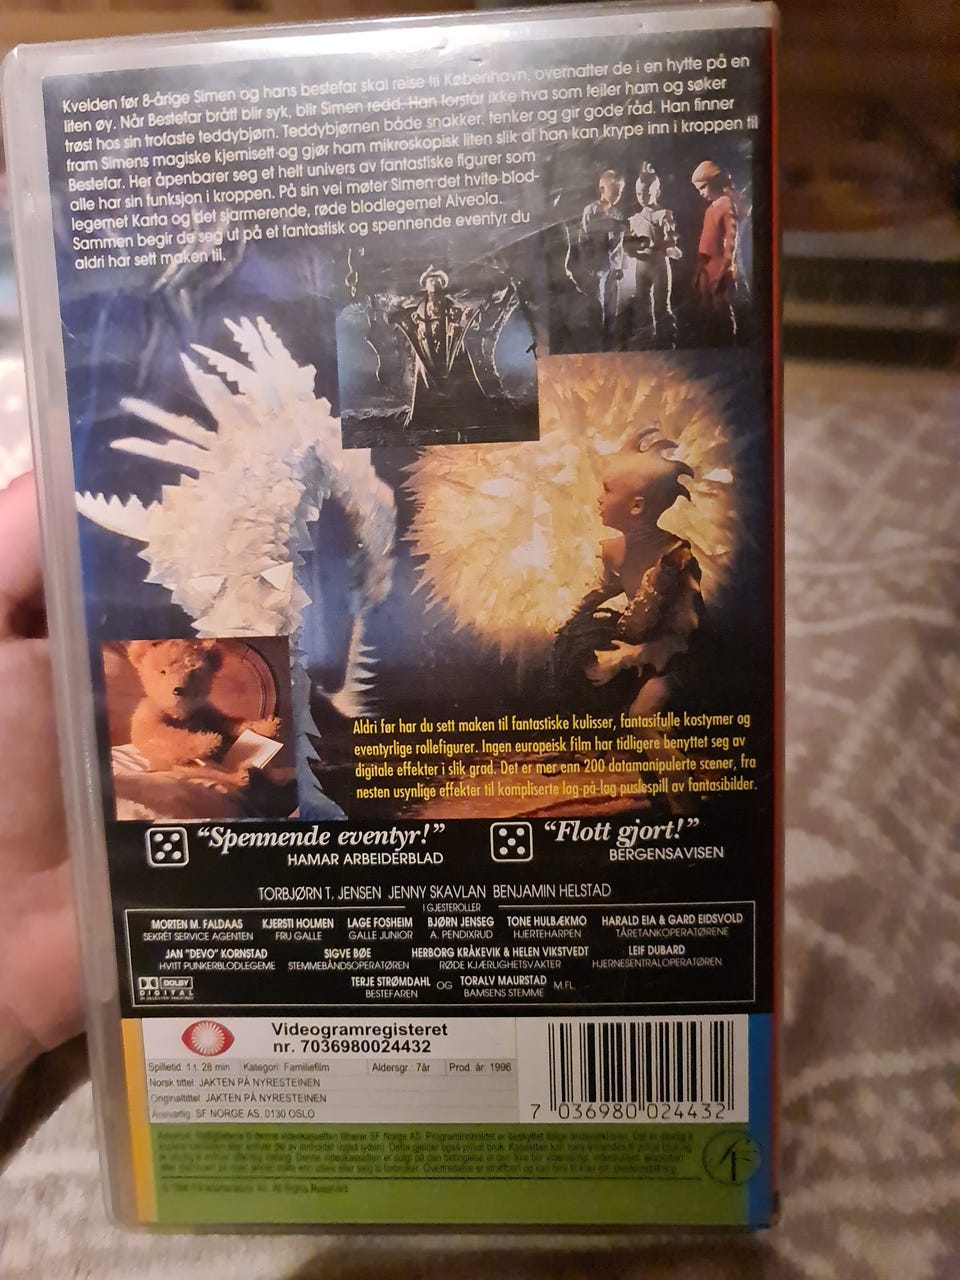 Kvelden før 8-årige Simen og hans bestefar skal reise til København, overnatter de i en hytte på en
liten øy. Når Bestefar brått blir syk, blir Simen redd. Han forstår ikke hva som feiler ham og søker
trøst hos sin trofaste teddybjørn. Teddybjørnen både snakker, tenker og gir gode råd. Han finner
fram Simens magiske kjemisett og gjør ham mikroskopisk liten slik at han kan krype inn i kroppen til
Bestefar. Her åpenbarer seg et helt univers av fantastiske figurer som
alle har sin funksjon i kroppen. På sin vei møter Simen det hvite blod-
legemet Karta og det sjarmerende, røde blodlegemet Alveola.
Sammen begir de seg ut på et fantastisk og spennende eventyr du
aldri har sett maken til.
Aldri før har du sett maken til fantastiske kulisser, fantasifulle kostymer og
eventyrlige rollefigurer. Ingen europeisk film har tidligere benyttet seg av
digitale effekter i slik grad. Det er mer enn 200 datamanipulerte scener, fra
nesten usynlige effekter til kompliserte lag-på-lag puslespill av fantasibilder.
"Spennende eventyr!"
HAMAR ARBEIDERBLAD
"Flott gjort!"
BERGENSAVISEN
TORBJØRN T. JENSEN JENNY SKAVLAN BENJAMIN HELSTAD
I GJESTEROLLER
MORTEN M. FALDAAS KJERSTI HOLMEN LAGE FOSHEIM BJØRN JENSEG TONE HULBÆKMO HARALD EIA & GARD EIDSVOLD
SEKRET SERVICE AGENTEN FRU GALLE GALLE JUNIOR A. PENDIXRUD HJERTEHARPEN TÅRETANKOPERATØRENE
JAN "DEVO" KORNSTAD SIGVE BØE HERBORG KRÅKEVIK & HELEN VIKSTVEDT LEIF DUBARD
HVITT PUNKERBLODLEGEME STEMMEBÅNDSOPERATØREN RØDE KJÆRLIGHETSVAKTER HJERNESENTRALOPERATØREN
TERJE STRØMDAHL OG TORALV MAURSTAD M.FL.
BESTEFAREN BAMSENS STEMME
DOLBY
DIGITAL
Videogramregisteret
nr. 7036980024432
Spilletid: 1 t. 28 min Kategori: Familiefilm Aldersgr.: 7år Prod. år: 1996
Norsk tittel: JAKTEN PÅ NYRESTEINEN
Originaltittel: JAKTEN PÅ NYRESTEINEN
Ansvarlig: SF NORGE AS, 0130 OSLO
7 036980 024432